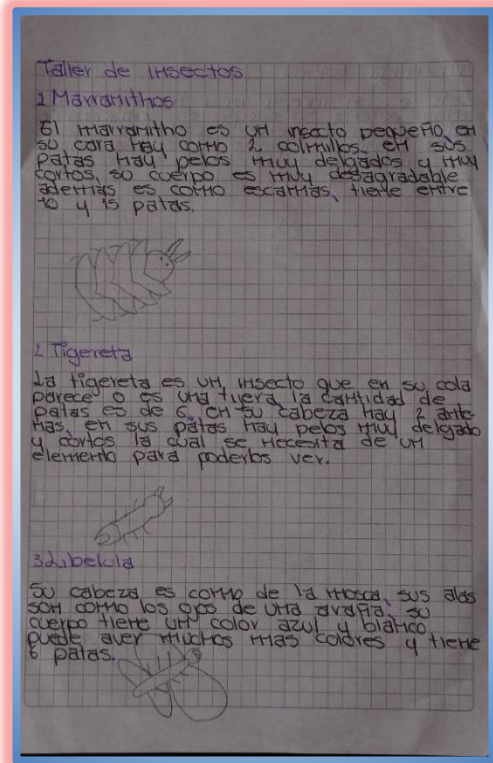 Taller de insectos
1 Marranithos
El marranitho es un insecto pequeño, en
su cara hay como 2 colmillos. en sus
patas hay pelos muy delgados y muy
cortos, su cuerpo es muy desagradable
ademas es como escamas, tiene entre
10 y 15 patas.
2 Tigereta
La tigereta es un insecto que en su cola
parece o es una tijera la cantidad de
patas es de 6. en su cabeza hay 2 ante-
nas, en sus patas hay pelos muy delgado
y cortos la cual se necesita de un
elemento para poderlos ver.
3 Libelula
Su cabeza es como de la mosca, sus alas
son como los ojos de una araña, su
cuerpo tiene un color azul y blanco
puede aver muchos mas colores y tiene
6 patas.